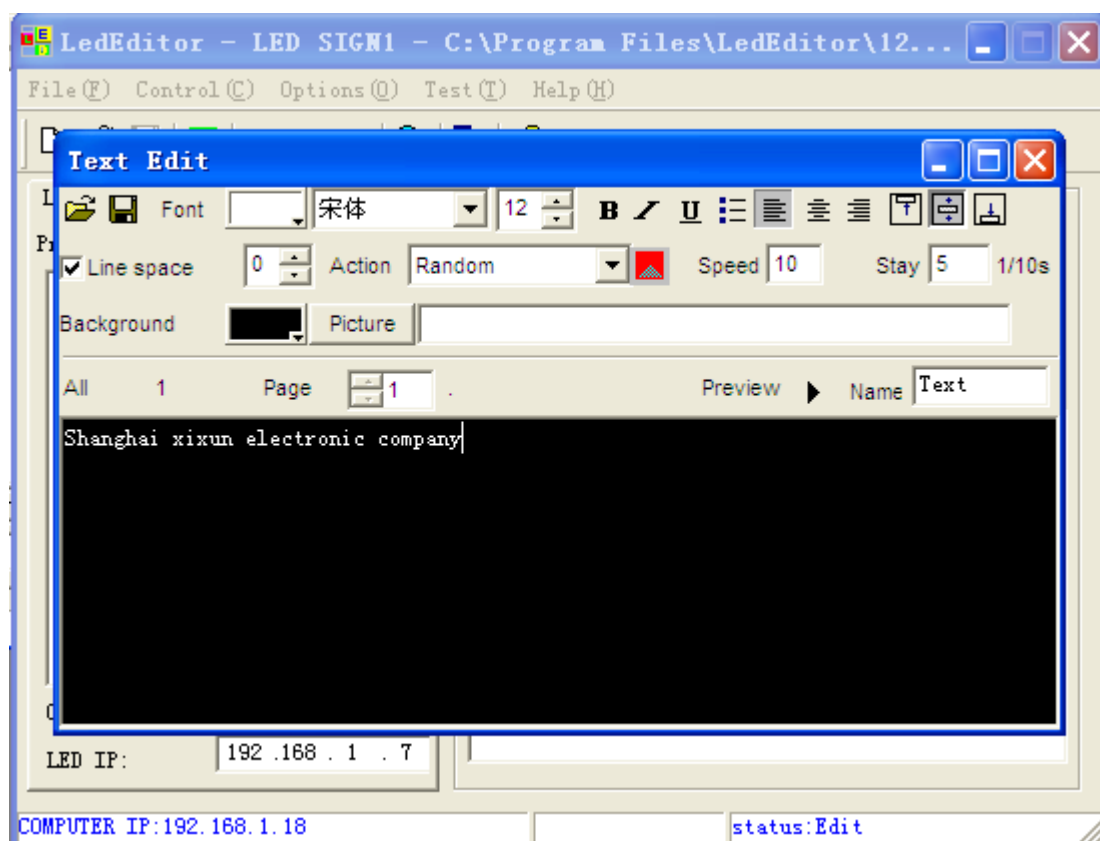 LedEditor - LED SIGN1 - C:\Program Files\LedEditor\12...
File(F) Control(C) Options(O) Test(T) Help(H)
Text Edit
Font 宋体 12 B U
Line space 0 Action Random Speed 10 Stay 5 1/10s
Background Picture
All 1 Page 1 . Preview Name Text
Shanghai xixun electronic company
LED IP: 192 .168 . 1 . 7
COMPUTER IP:192.168.1.18 status:Edit